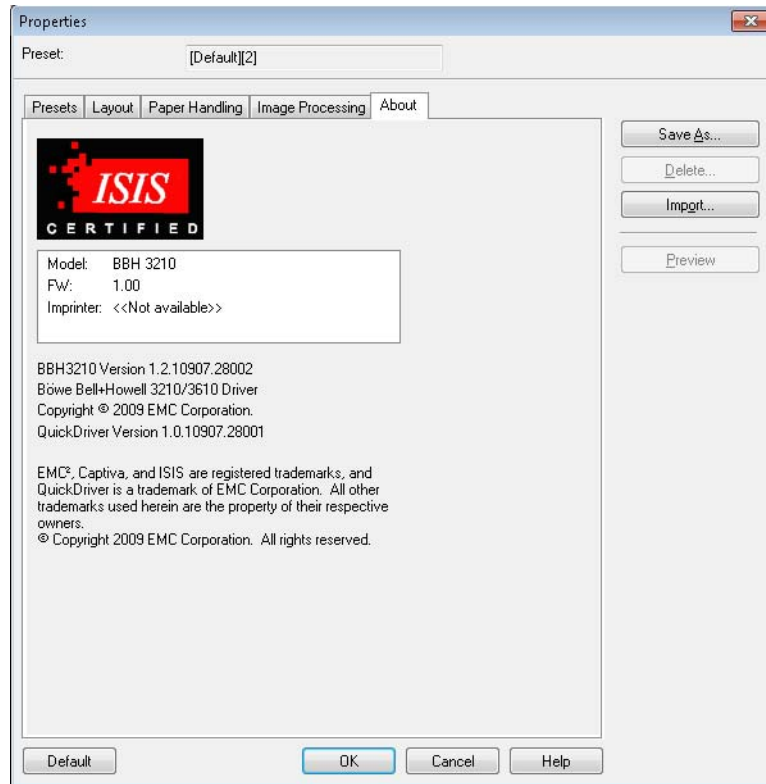 Properties
Preset: [Default][2]
Presets Layout Paper Handling Image Processing About
Save As...
Delete...
Import...
Preview
ISIS
CERTIFIED
Model: BBH 3210
FW: 1.00
Imprinter: <<Not available>>
BBH3210 Version 1.2.10907.28002
Böwe Bell+Howell 3210/3610 Driver
Copyright © 2009 EMC Corporation.
QuickDriver Version 1.0.10907.28001
EMC², Captiva, and ISIS are registered trademarks, and
QuickDriver is a trademark of EMC Corporation. All other
trademarks used herein are the property of their respective
owners.
© Copyright 2009 EMC Corporation. All rights reserved.
Default OK Cancel Help